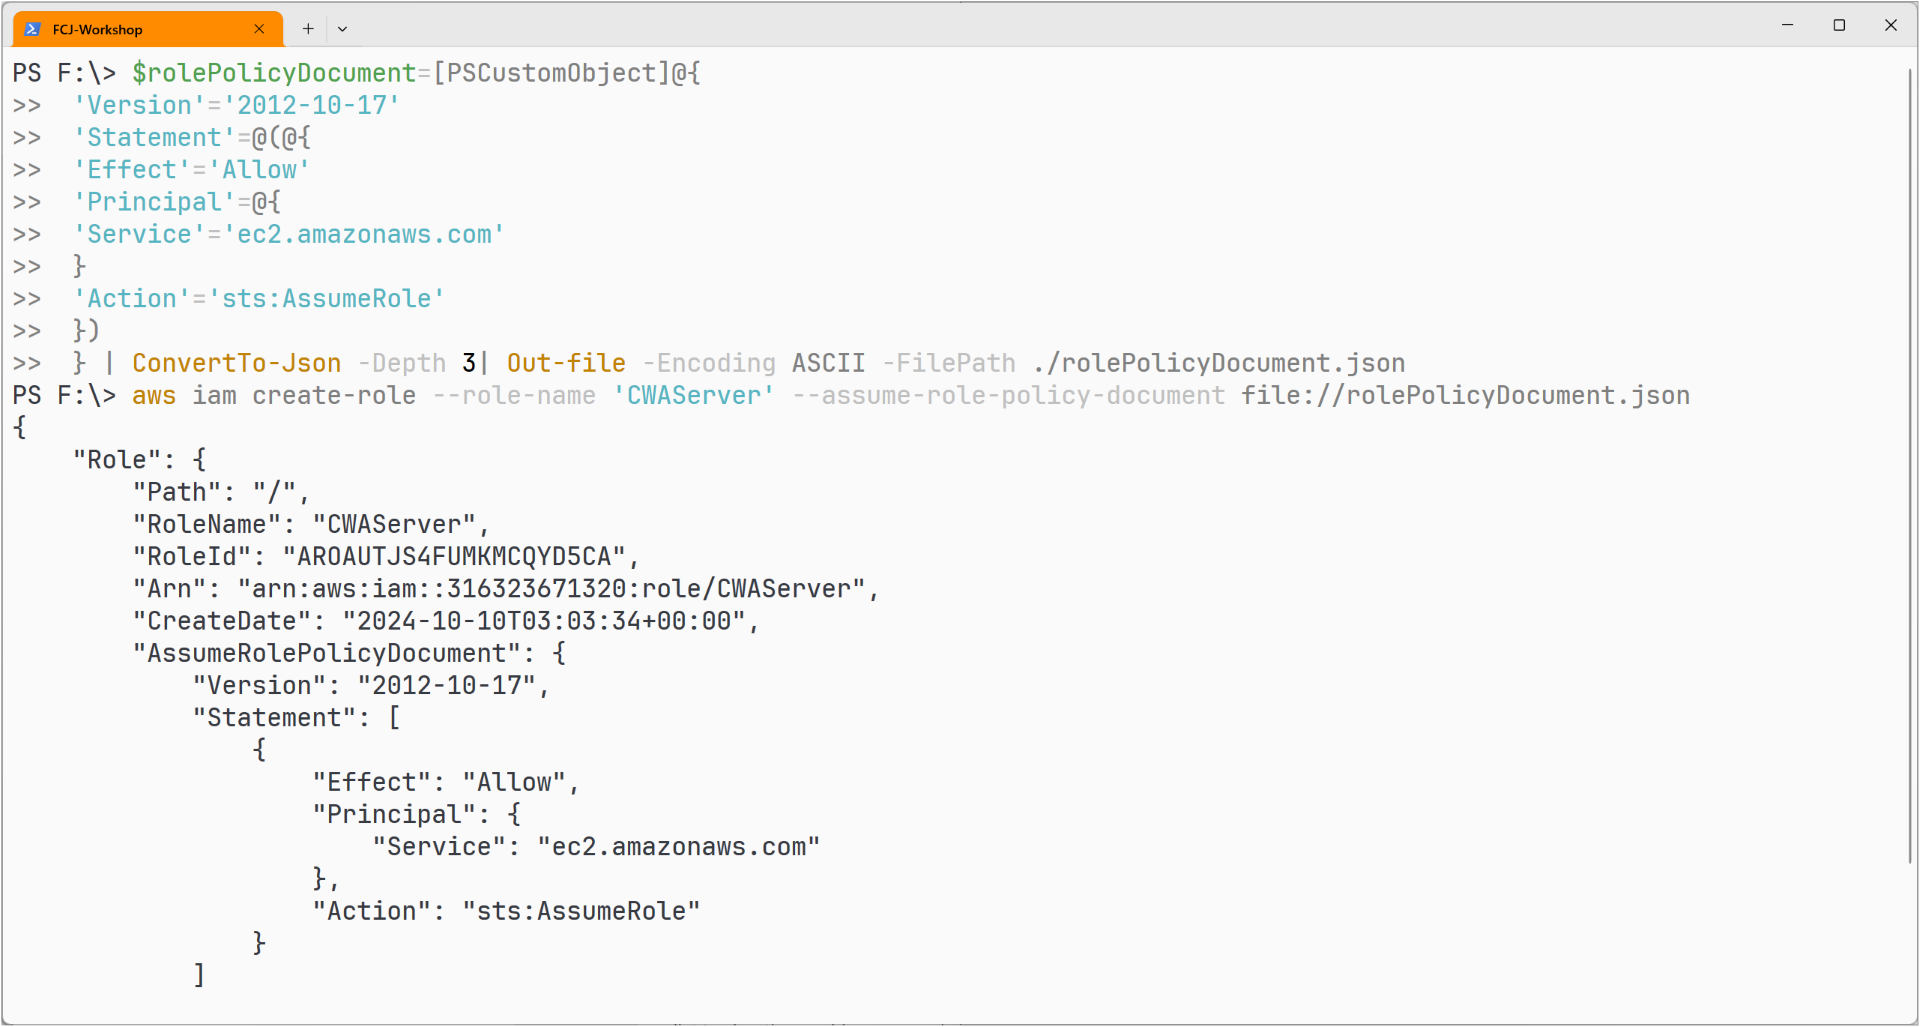 FCJ-Workshop
PS F:\> $rolePolicyDocument=[PSCustomObject]@{
>>  'Version'='2012-10-17'
>>  'Statement'=@(@{
>>  'Effect'='Allow'
>>  'Principal'=@{
>>  'Service'='ec2.amazonaws.com'
>>  }
>>  'Action'='sts:AssumeRole'
>>  })
>>  } | ConvertTo-Json -Depth 3| Out-file -Encoding ASCII -FilePath ./rolePolicyDocument.json
PS F:\> aws iam create-role --role-name 'CWAServer' --assume-role-policy-document file://rolePolicyDocument.json
{
    "Role": {
        "Path": "/",
        "RoleName": "CWAServer",
        "RoleId": "AROAUTJS4FUMKMCQYD5CA",
        "Arn": "arn:aws:iam::316323671320:role/CWAServer",
        "CreateDate": "2024-10-10T03:03:34+00:00",
        "AssumeRolePolicyDocument": {
            "Version": "2012-10-17",
            "Statement": [
                {
                    "Effect": "Allow",
                    "Principal": {
                        "Service": "ec2.amazonaws.com"
                    },
                    "Action": "sts:AssumeRole"
                }
            ]